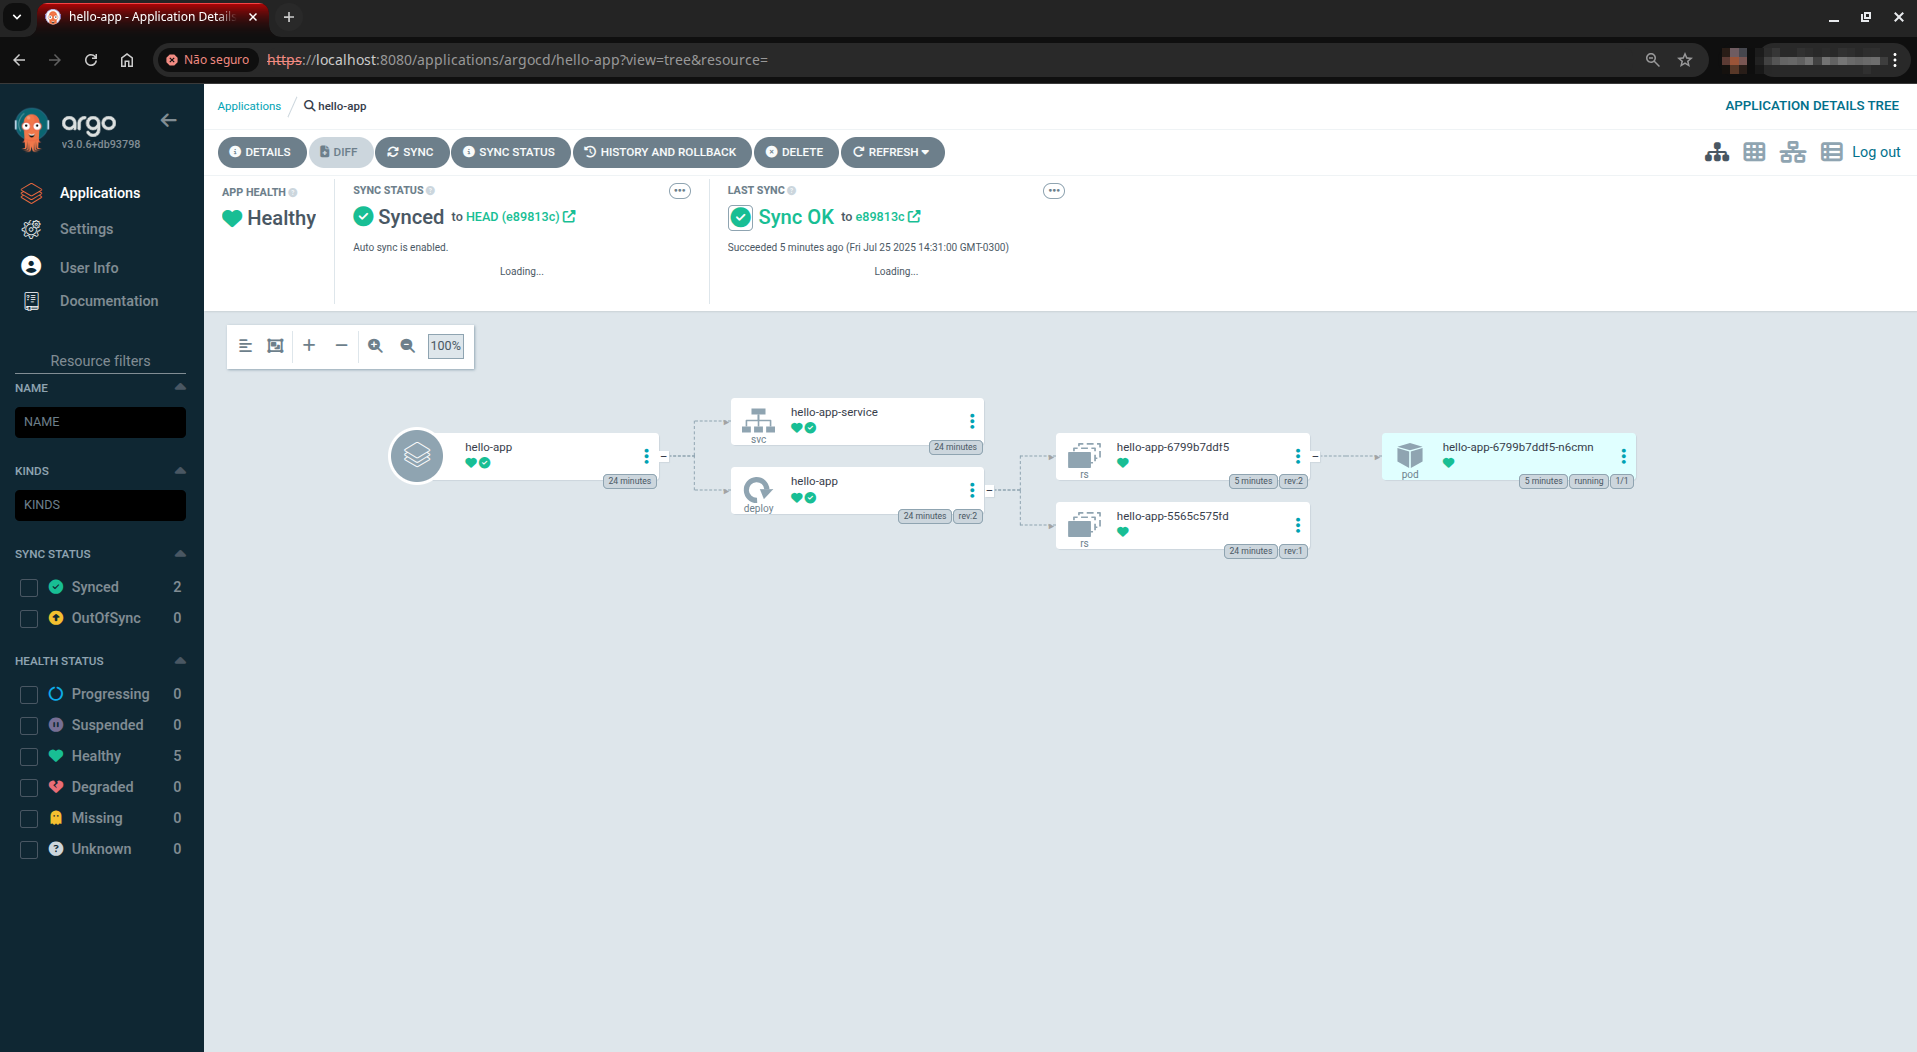 hello-app - Application Details
Não seguro
https://localhost:8080/applications/argocd/hello-app?view=tree&resource=
argo
v3.0.6+db93798
Applications
Settings
User Info
Documentation
Resource filters
NAME
NAME
KINDS
KINDS
SYNC STATUS
Synced 2
OutOfSync 0
HEALTH STATUS
Progressing 0
Suspended 0
Healthy 5
Degraded 0
Missing 0
Unknown 0
Applications / hello-app
APPLICATION DETAILS TREE
DETAILS DIFF SYNC SYNC STATUS HISTORY AND ROLLBACK DELETE REFRESH
Log out
APP HEALTH
Healthy
SYNC STATUS
Synced to HEAD (e89813c)
Auto sync is enabled.
Loading...
LAST SYNC
Sync OK to e89813c
Succeeded 5 minutes ago (Fri Jul 25 2025 14:31:00 GMT-0300)
Loading...
100%
hello-app
24 minutes
hello-app-service
svc
24 minutes
hello-app
deploy
24 minutes rev:2
hello-app-6799b7ddf5
rs
5 minutes rev:2
hello-app-5565c575fd
rs
24 minutes rev:1
hello-app-6799b7ddf5-n6cmn
pod
5 minutes running 1/1